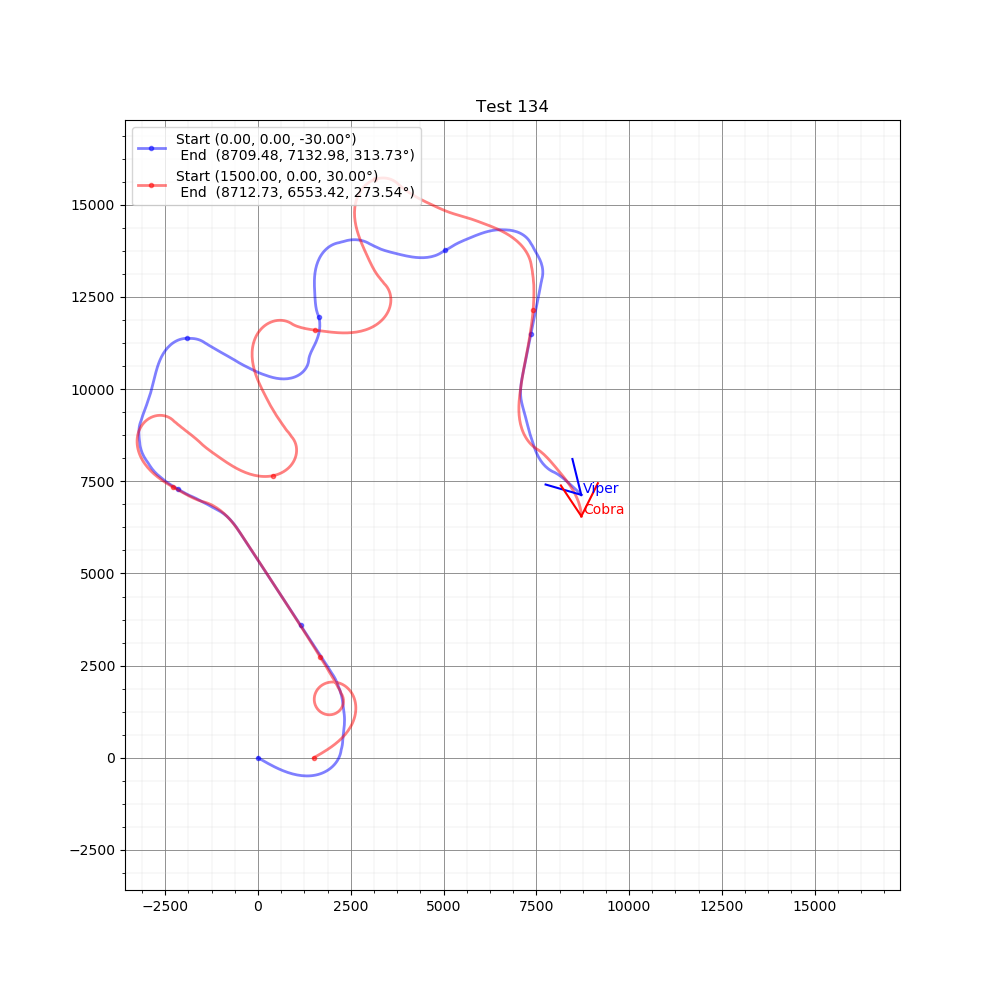 Test 134
Start (0.00, 0.00, -30.00°)
End (8709.48, 7132.98, 313.73°)
Start (1500.00, 0.00, 30.00°)
End (8712.73, 6553.42, 273.54°)
15000
12500
10000
7500
5000
2500
0
−2500
Viper
Cobra
−2500 0 2500 5000 7500 10000 12500 15000